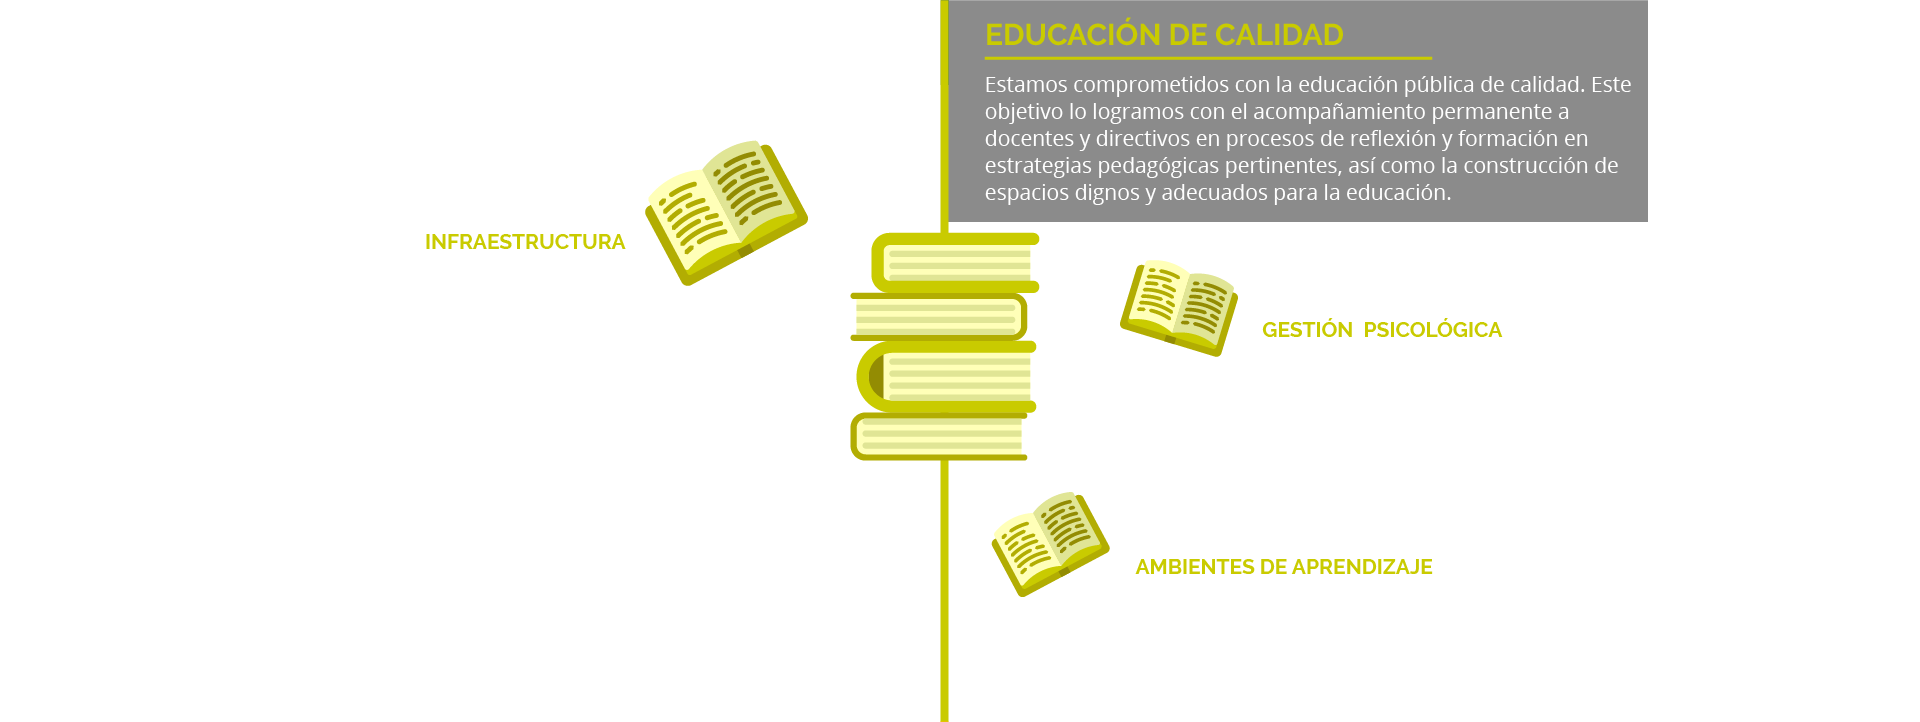 EDUCACIÓN DE CALIDAD
Estamos comprometidos con la educación pública de calidad. Este
objetivo lo logramos con el acompañamiento permanente a
docentes y directivos en procesos de reflexión y formación en
estrategias pedagógicas pertinentes, así como la construcción de
espacios dignos y adecuados para la educación.
INFRAESTRUCTURA
GESTIÓN PSICOLÓGICA
AMBIENTES DE APRENDIZAJE